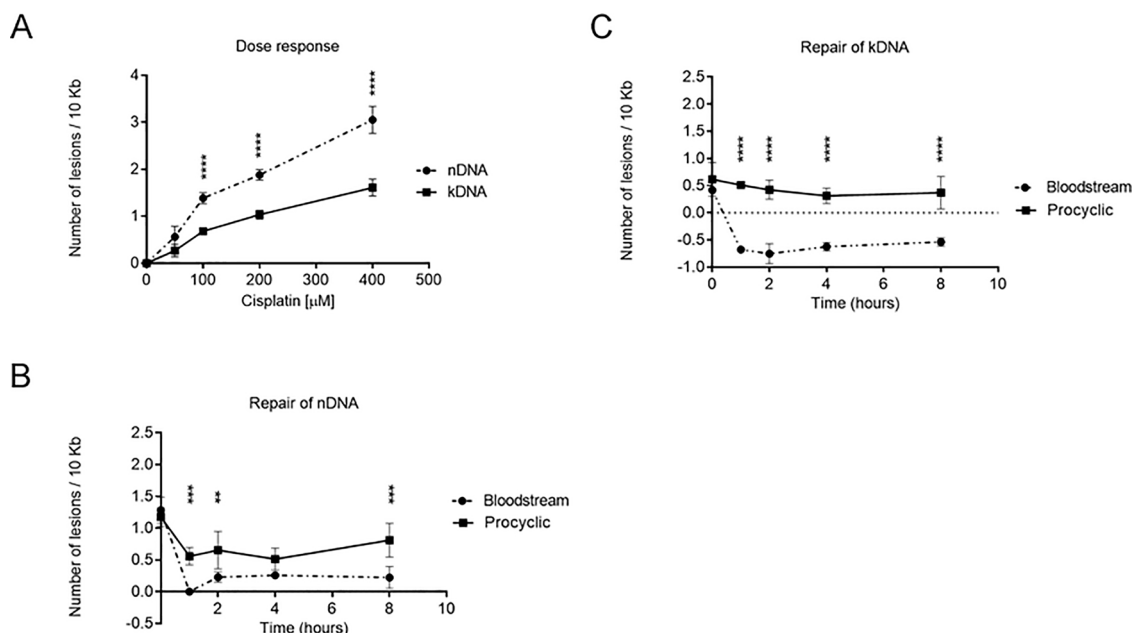 A
Dose response
Number of lesions / 10 Kb
4
3
2
1
0
****
****
****
0 100 200 300 400 500
Cisplatin [µM]
nDNA
kDNA
C
Repair of kDNA
Number of lesions / 10 Kb
2.5
2.0
1.5
1.0
0.5
0.0
-0.5
-1.0
****
****
****
****
0 2 4 6 8 10
Time (hours)
Bloodstream
Procyclic
B
Repair of nDNA
Number of lesions / 10 Kb
2.5
2.0
1.5
1.0
0.5
0.0
-0.5
***
**
***
2 4 6 8 10
Time (hours)
Bloodstream
Procyclic